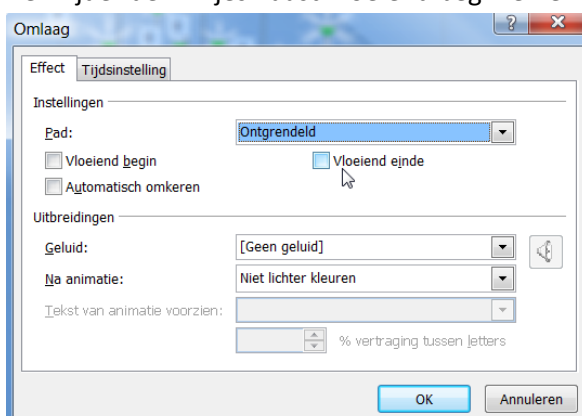 Omlaag
Effect Tijdsinstelling
Instellingen
Pad: Ontgrendeld
Vloeiend begin Vloeiend einde
Automatisch omkeren
Uitbreidingen
Geluid: [Geen geluid]
Na animatie: Niet lichter kleuren
Tekst van animatie voorzien:
% vertraging tussen letters
OK Annuleren